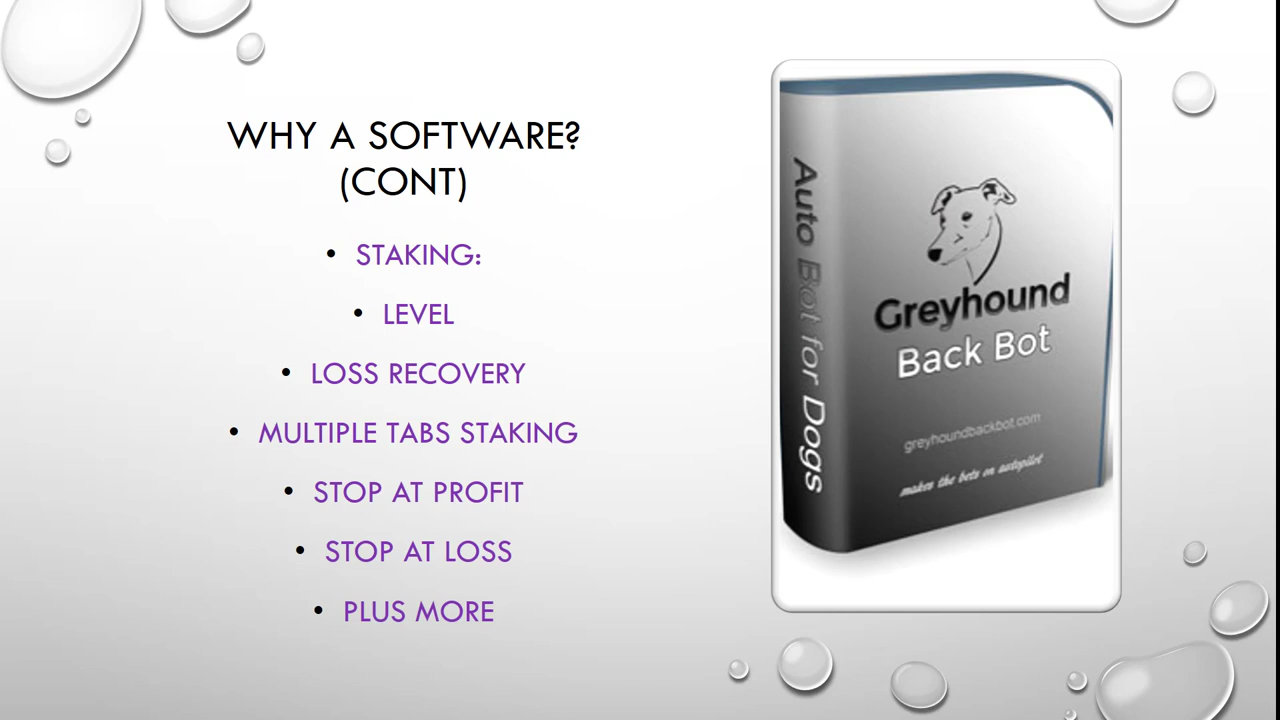 WHY A SOFTWARE?
(CONT)
• STAKING:
• LEVEL
• LOSS RECOVERY
• MULTIPLE TABS STAKING
• STOP AT PROFIT
• STOP AT LOSS
• PLUS MORE
Auto Bot for Dogs
Greyhound
Back Bot
greyhoundbackbot.com
makes the bets on autopilot